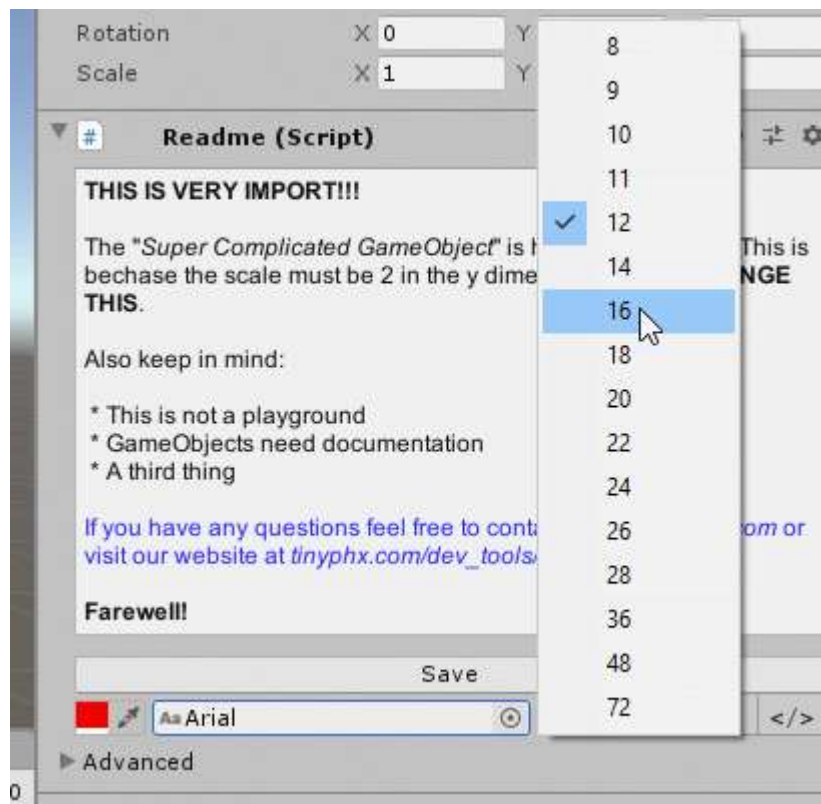 Rotation X 0 Y
Scale X 1 Y
# Readme (Script)
THIS IS VERY IMPORT!!!
The "Super Complicated GameObject" is This is
bechase the scale must be 2 in the y NGE
THIS.
Also keep in mind:
* This is not a playground
* GameObjects need documentation
* A third thing
If you have any questions feel free to om or
visit our website at tinyphx.com/dev_tools/
Farewell!
Save
Aa Arial </>
Advanced
0
8
9
10
11
12
14
16
18
20
22
24
26
28
36
48
72